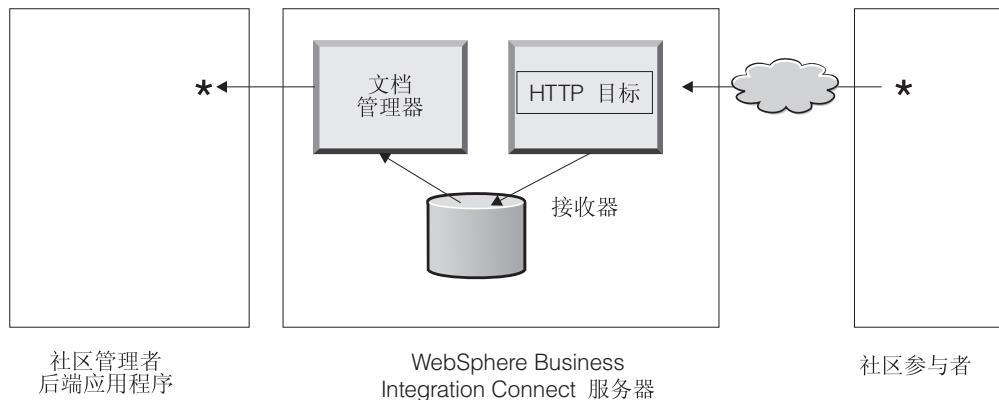 *
文档
管理器
HTTP 目标
*
接收器
社区管理者
后端应用程序
WebSphere Business
Integration Connect 服务器
社区参与者